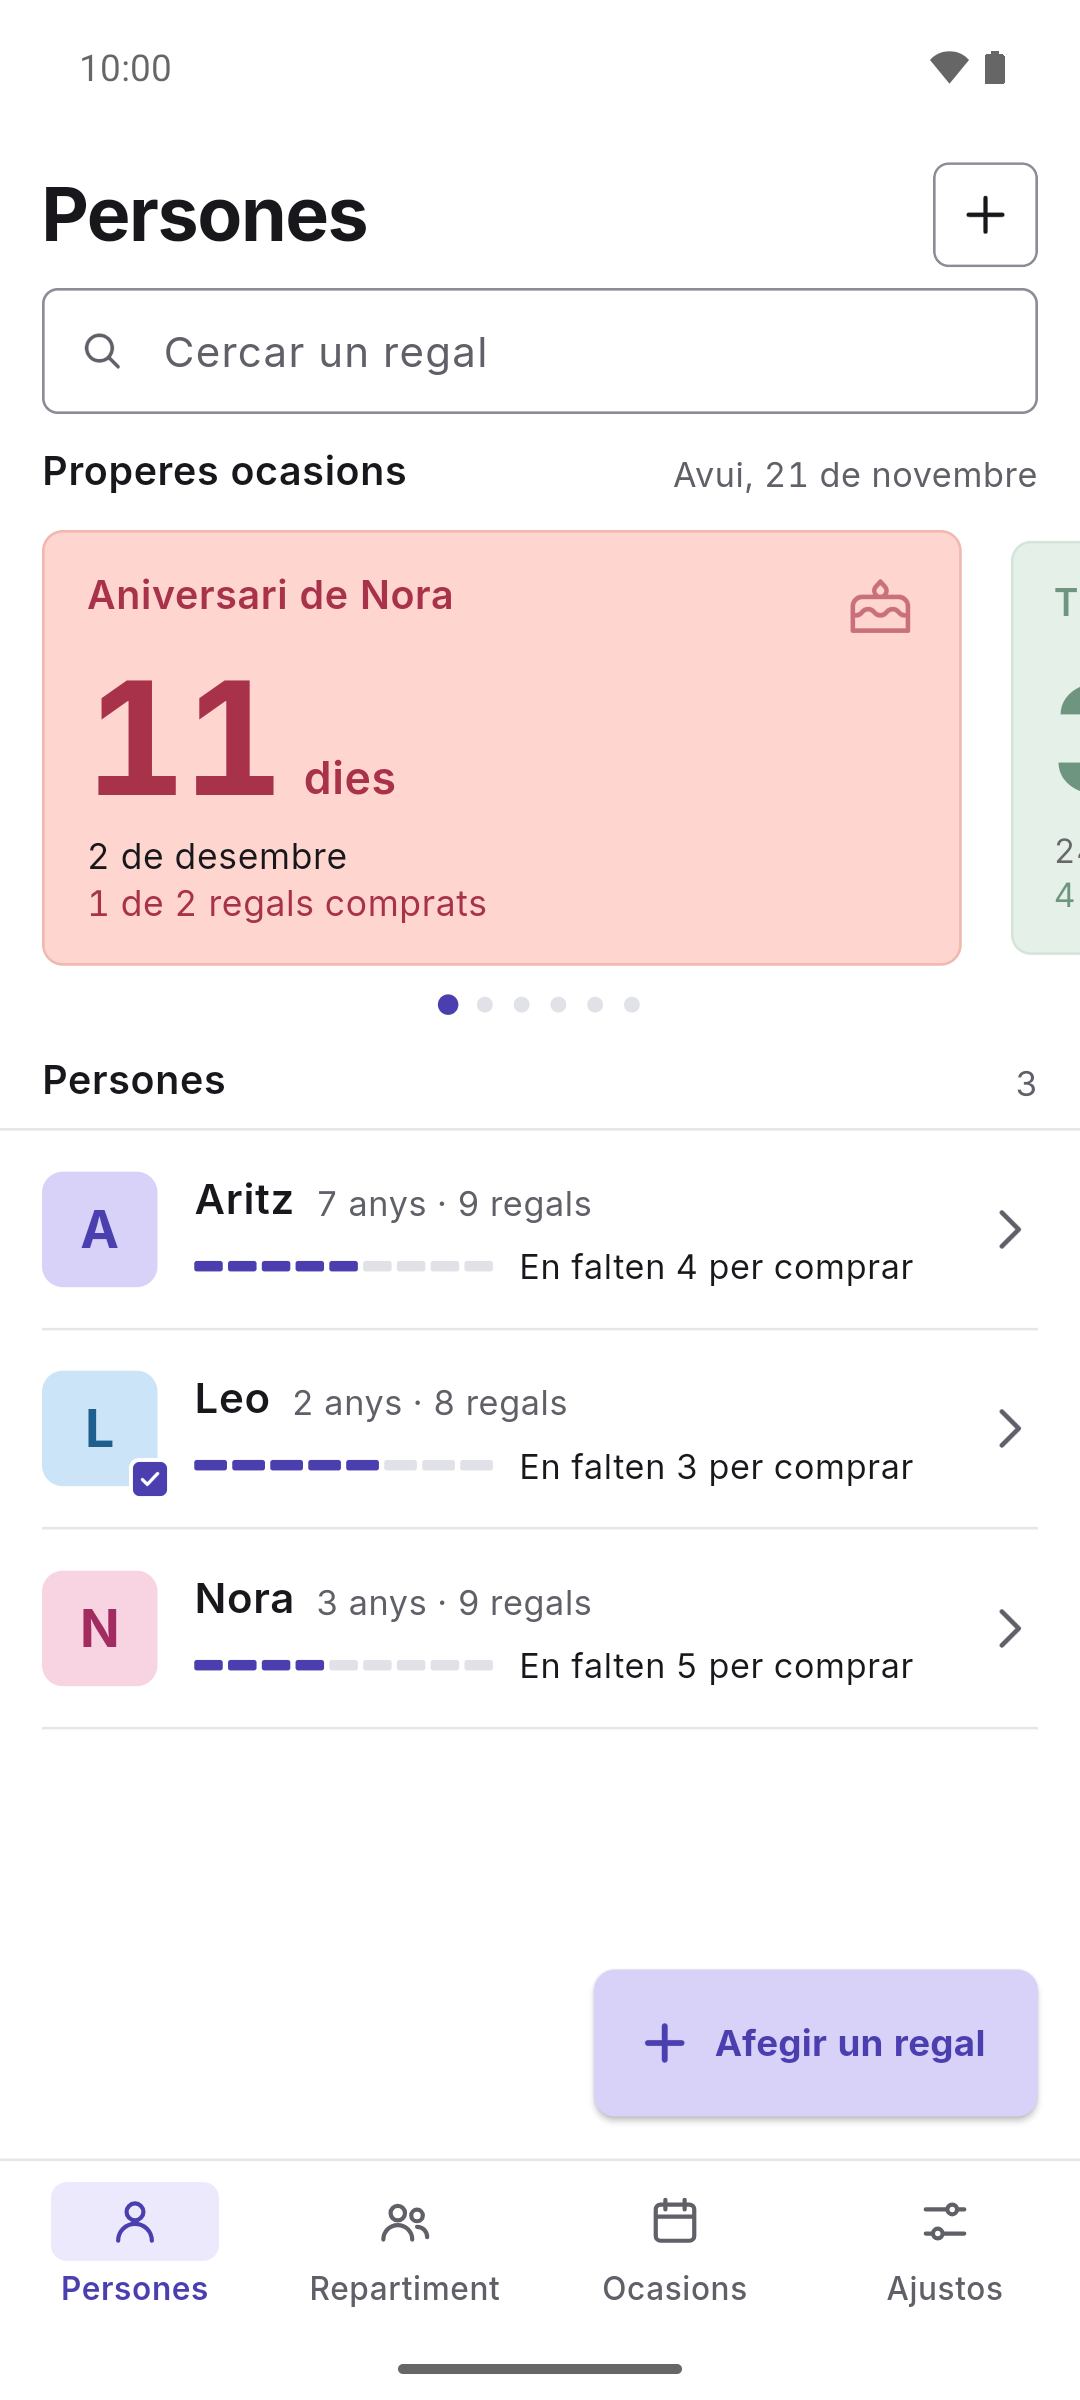 10:00
Persones
Cercar un regal
Properes ocasions
Avui, 21 de novembre
Aniversari de Nora
11 dies
2 de desembre
1 de 2 regals comprats
Persones
3
A
Aritz 7 anys · 9 regals
En falten 4 per comprar
L
Leo 2 anys · 8 regals
En falten 3 per comprar
N
Nora 3 anys · 9 regals
En falten 5 per comprar
Afegir un regal
Persones
Repartiment
Ocasions
Ajustos